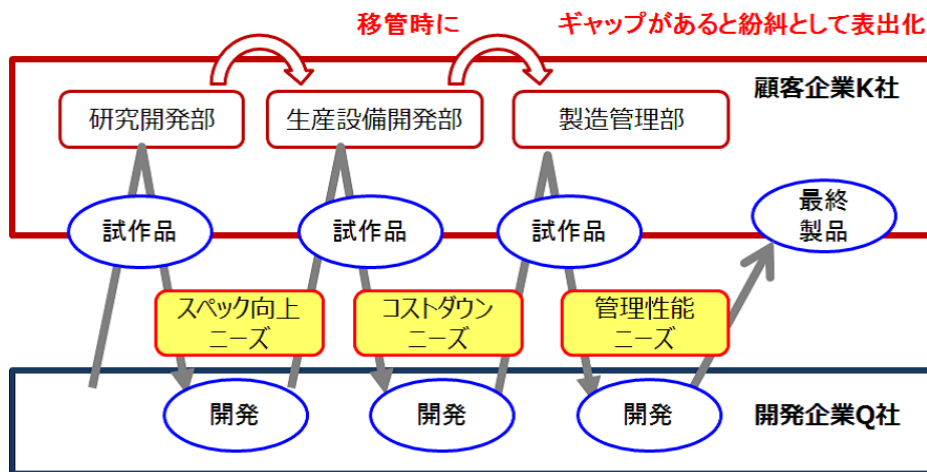 移管時に ギャップがあると紛糾として表出化
顧客企業K社
研究開発部 生産設備開発部 製造管理部
最終
製品
試作品 試作品 試作品
スペック向上
ニーズ
コストダウン
ニーズ
管理性能
ニーズ
開発 開発 開発 開発企業Q社